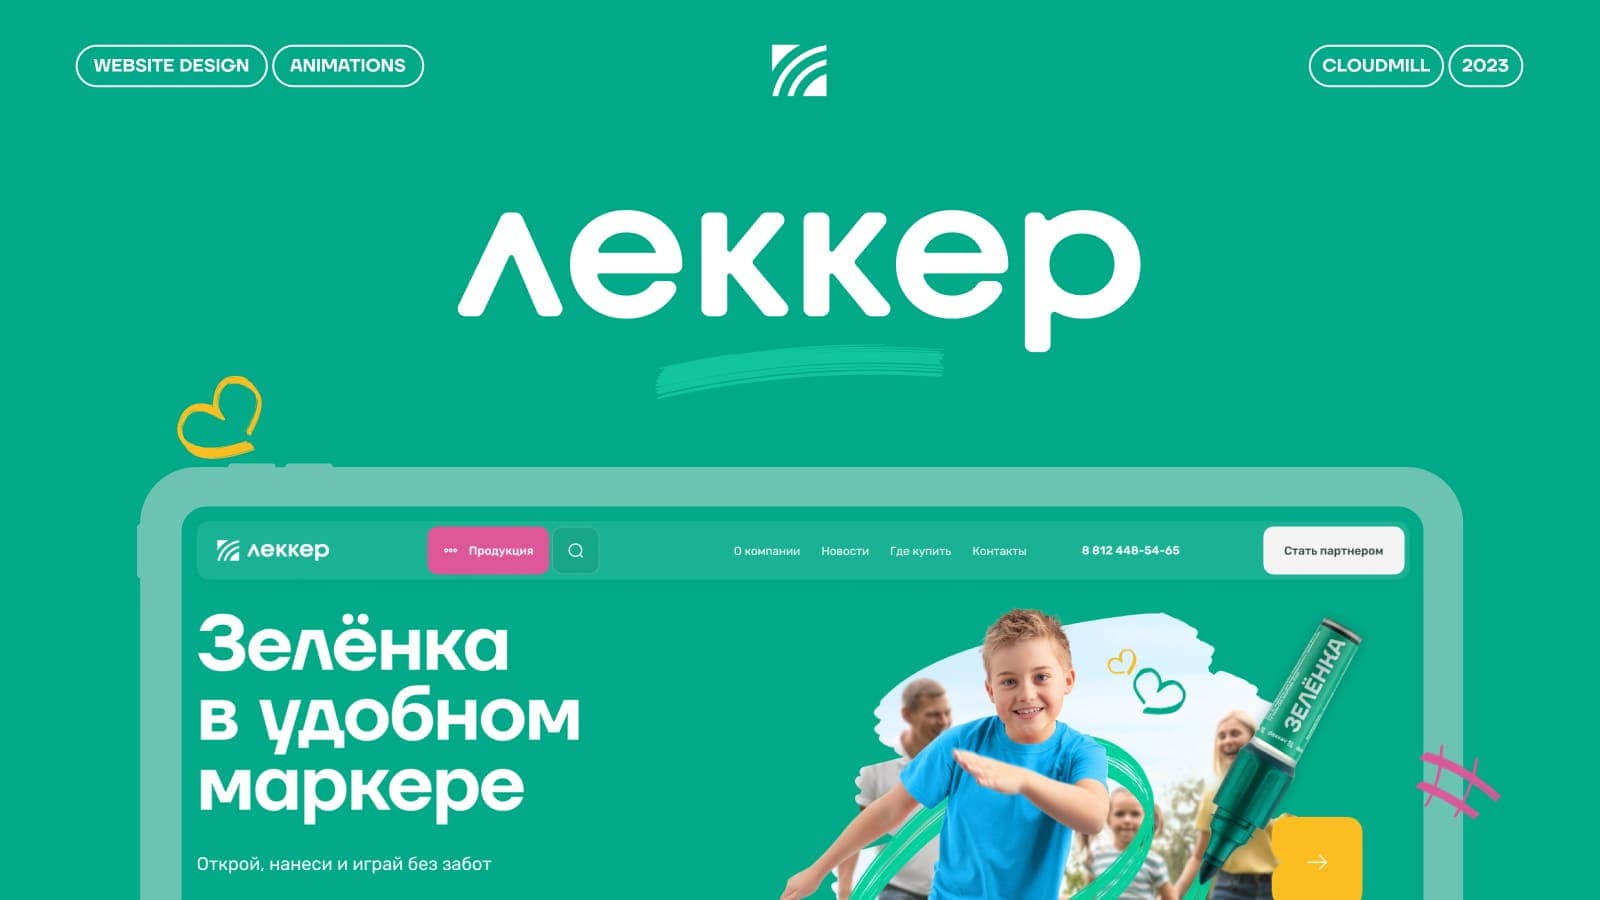 WEBSITE DESIGN
ANIMATIONS
CLOUDMILL
2023
леккер
леккер
Продукция
О компании
Новости
Где купить
Контакты
8 812 448-54-65
Стать партнером
Зелёнка
в удобном
маркере
Открой, нанеси и играй без забот
ЗЕЛЁНКА
леккер